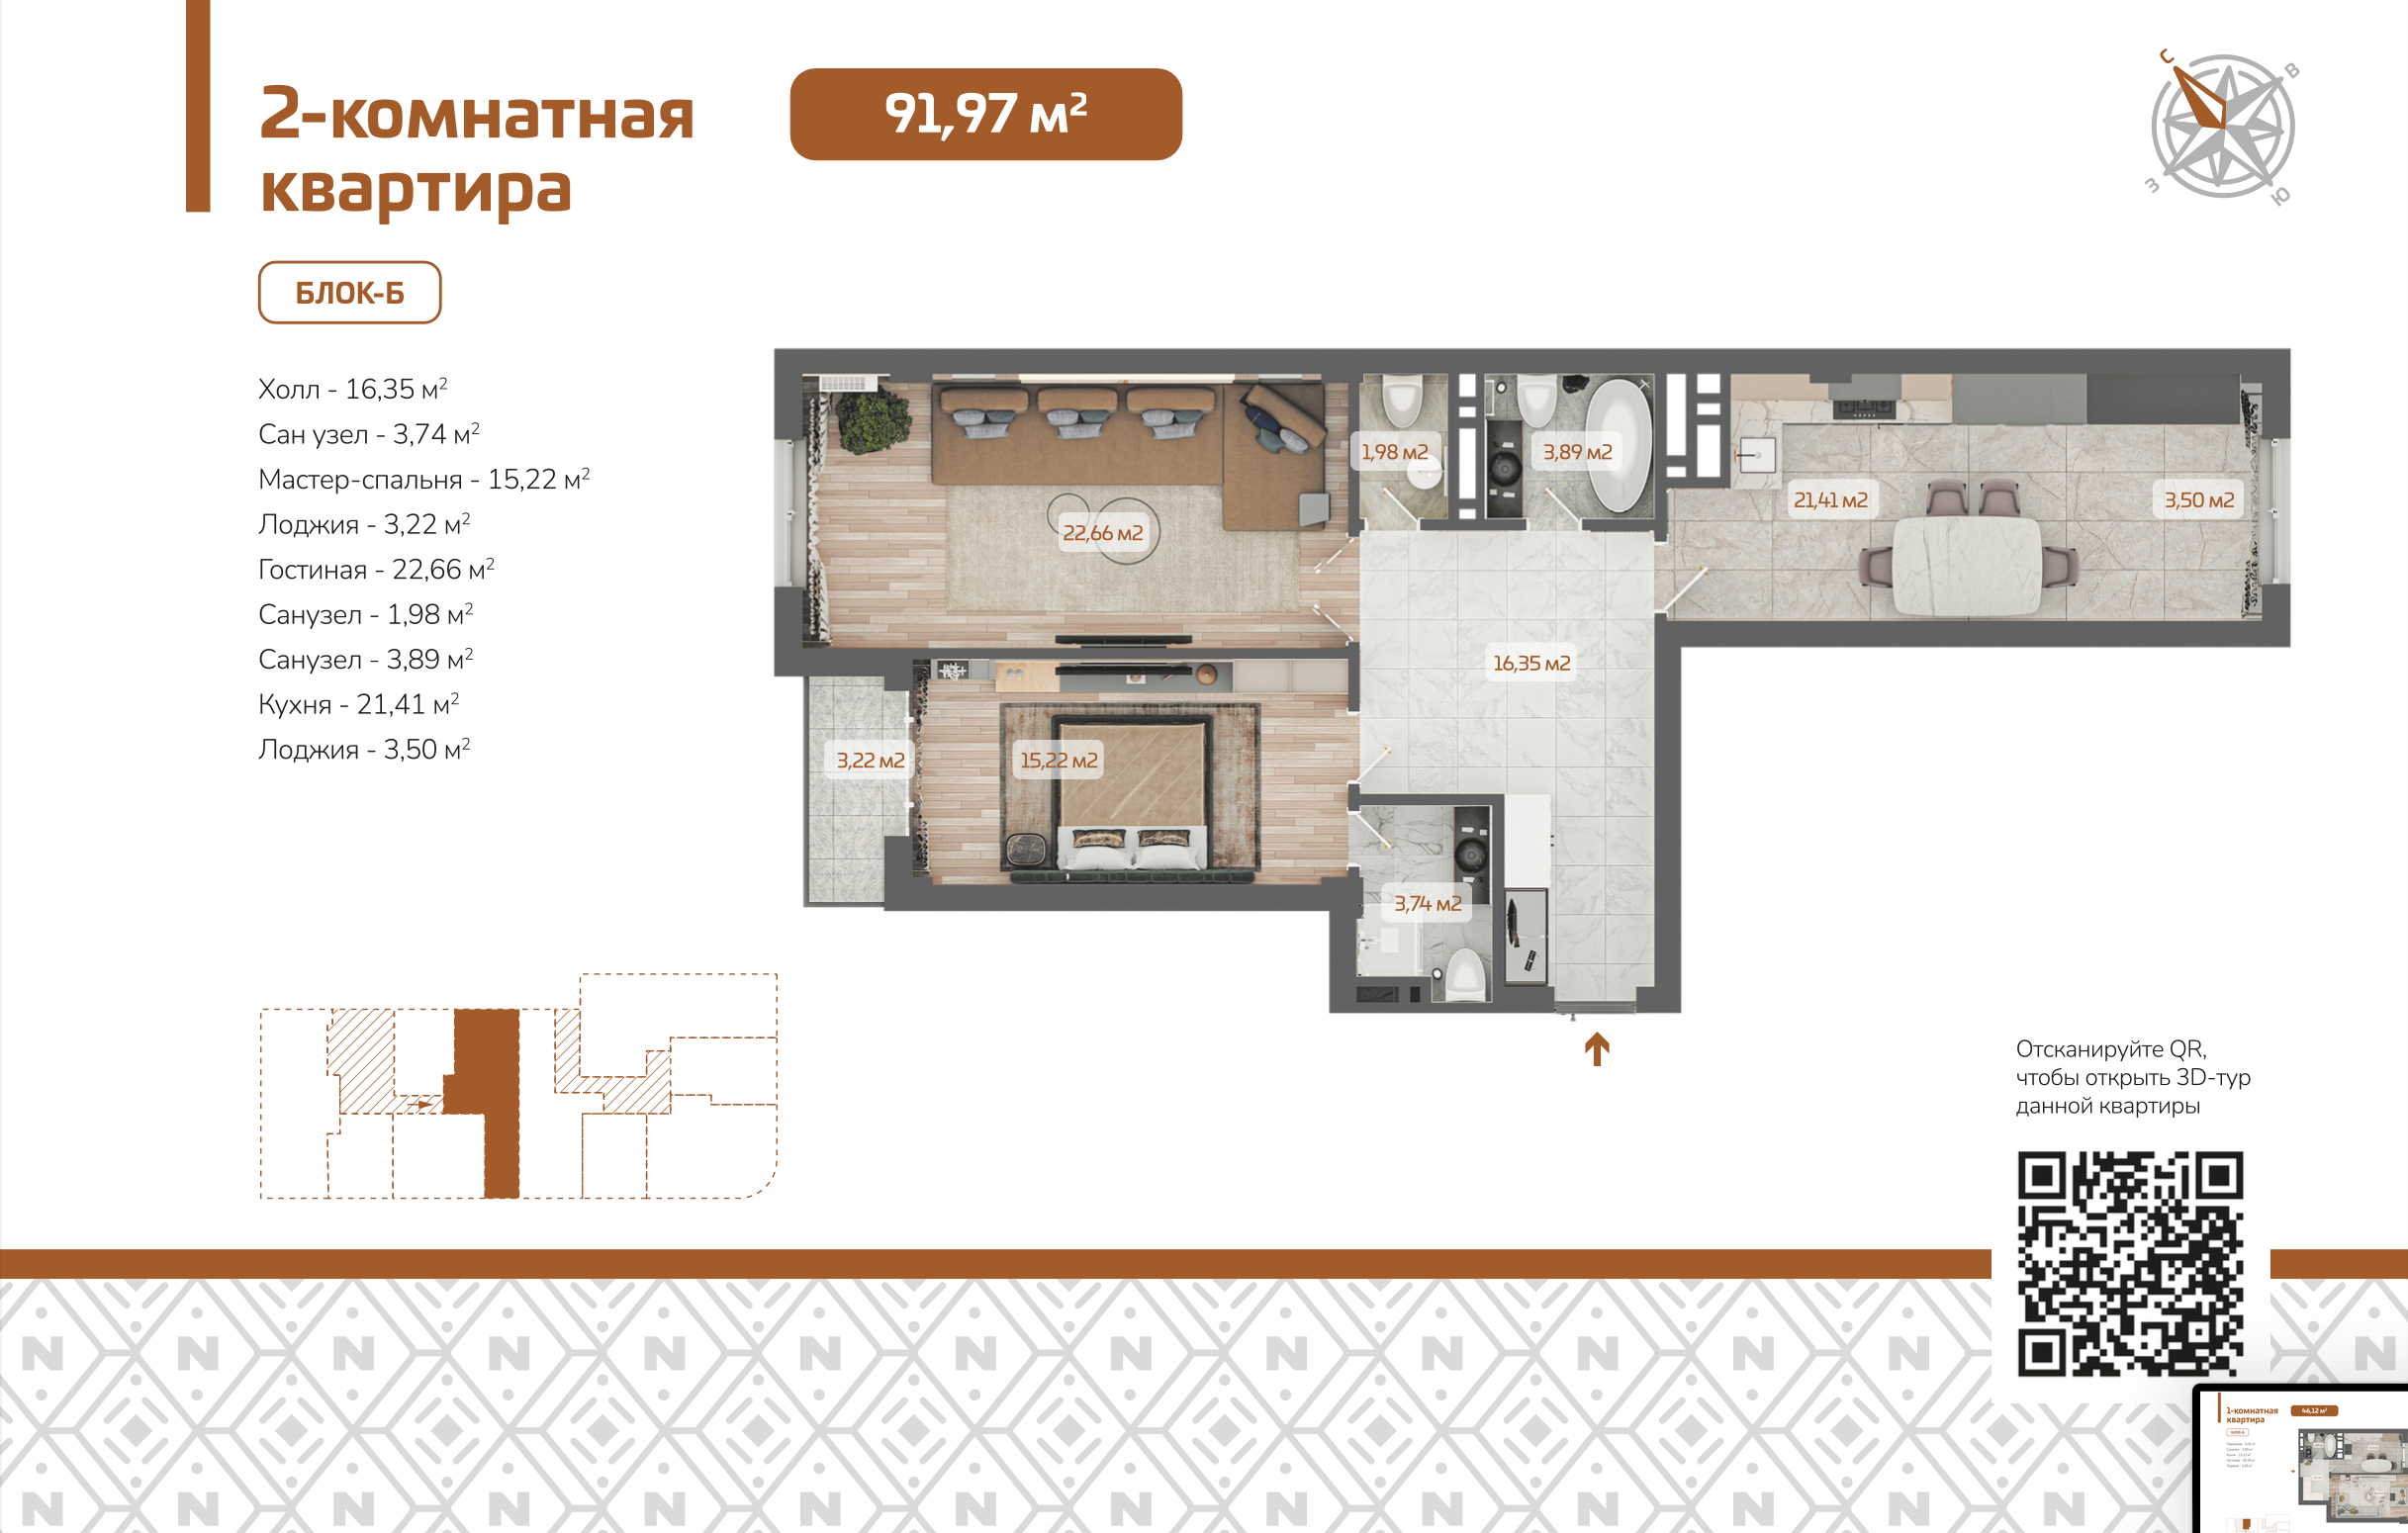 2-комнатная
квартира
91,97 м²
С
В
З
Ю
БЛОК-Б
Холл - 16,35 м²
Сан узел - 3,74 м²
Мастер-спальня - 15,22 м²
Лоджия - 3,22 м²
Гостиная - 22,66 м²
Санузел - 1,98 м²
Санузел - 3,89 м²
Кухня - 21,41 м²
Лоджия - 3,50 м²
1,98 м2
3,89 м2
21,41 м2
3,50 м2
22,66 м2
16,35 м2
3,22 м2
15,22 м2
3,74 м2
Отсканируйте QR,
чтобы открыть 3D-тур
данной квартиры
N N N N N N N N N N N N N N
N N N N N N N N N N N N N N
1-комнатная
квартира
46,12 м²
БЛОК-Б